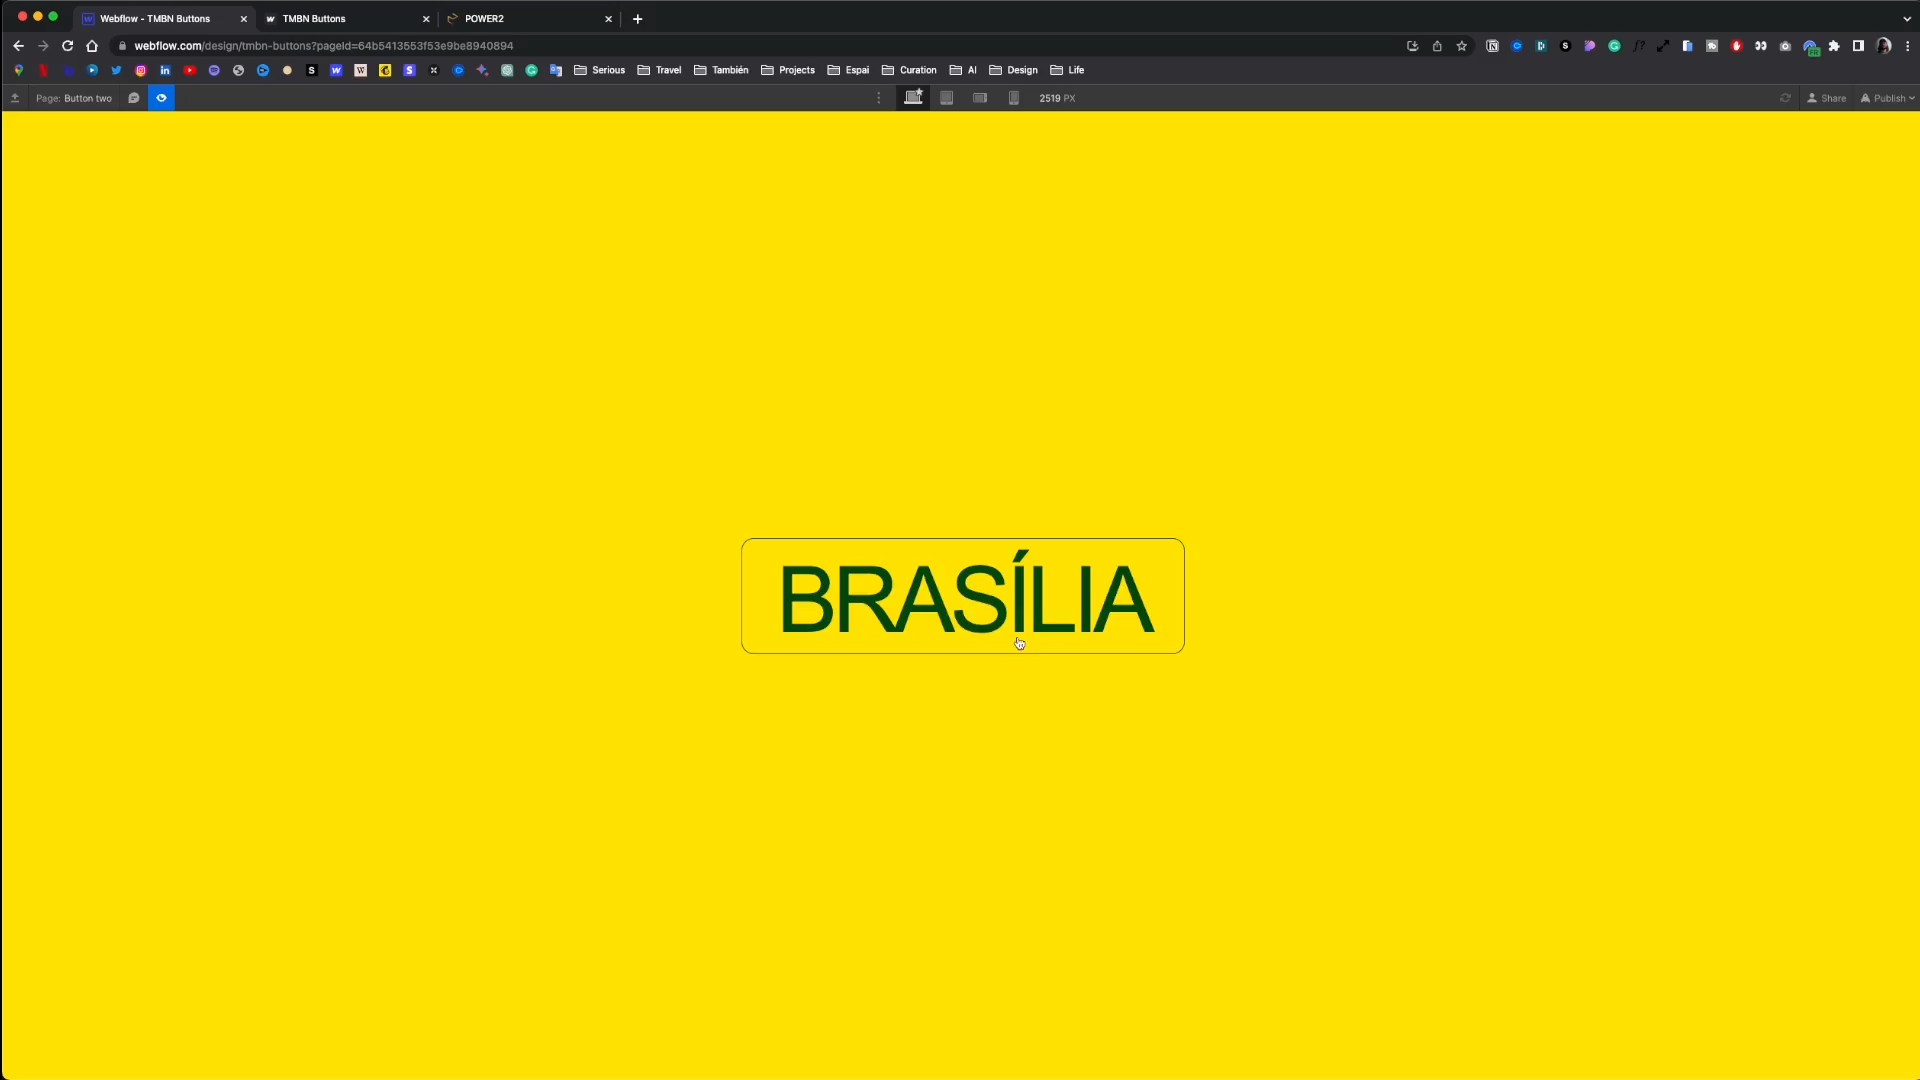 Webflow - TMBN Buttons
TMBN Buttons
POWER2
webflow.com/design/tmbn-buttons?pageId=64b5413553f53e9be8940894
Serious
Travel
También
Projects
Espai
Curation
AI
Design
Life
Page: Button two
2519 PX
Share
Publish
BRASÍLIA